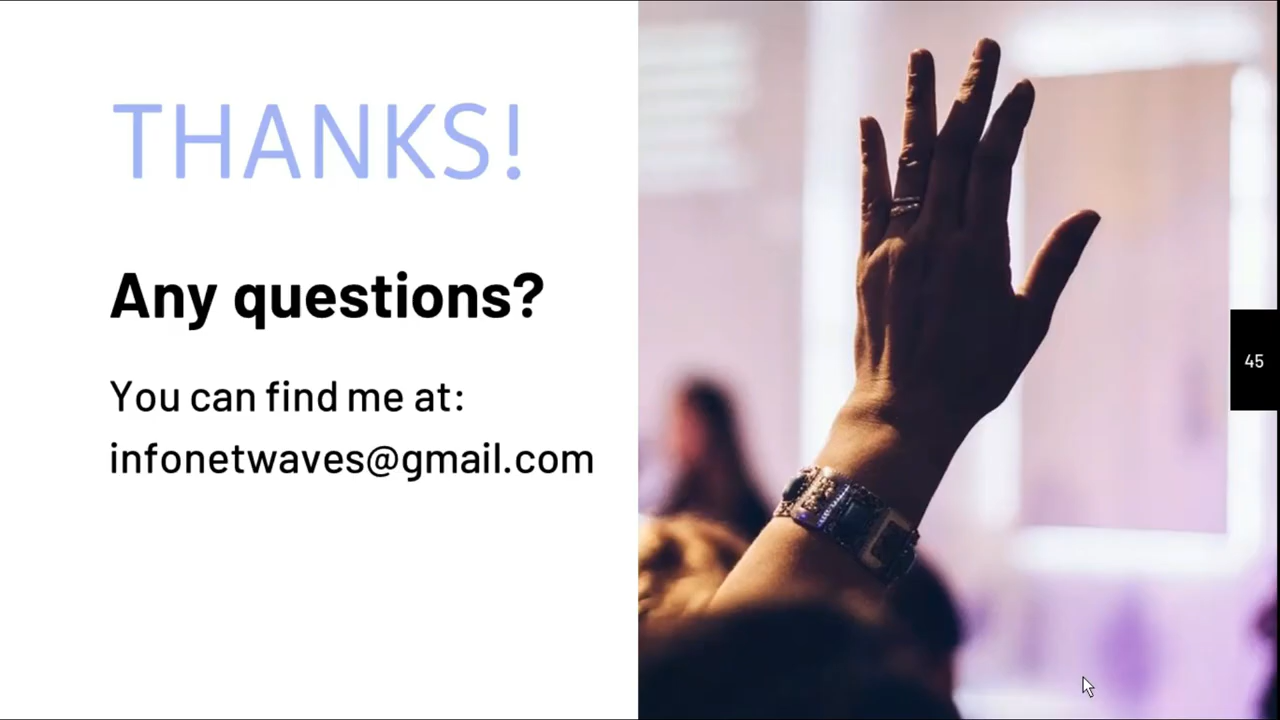 THANKS!
Any questions?
You can find me at:
infonetwaves@gmail.com
45